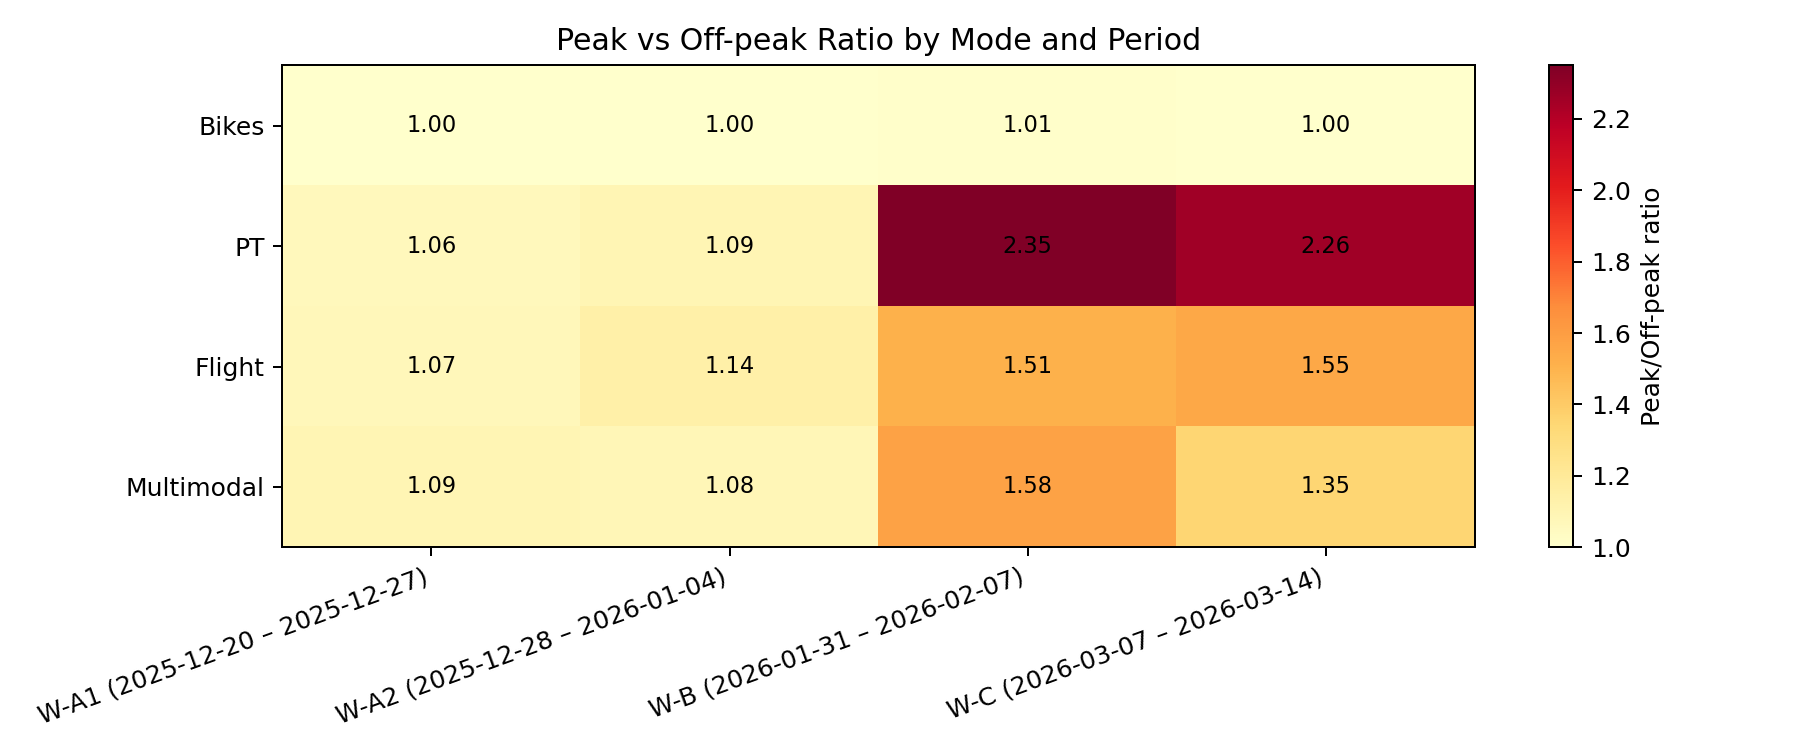 Peak vs Off-peak Ratio by Mode and Period
Bikes 1.00 1.00 1.01 1.00
PT 1.06 1.09 2.35 2.26
Flight 1.07 1.14 1.51 1.55
Multimodal 1.09 1.08 1.58 1.35
W-A1 (2025-12-20 – 2025-12-27)
W-A2 (2025-12-28 – 2026-01-04)
W-B (2026-01-31 – 2026-02-07)
W-C (2026-03-07 – 2026-03-14)
2.2
2.0
1.8
1.6
1.4
1.2
1.0
Peak/Off-peak ratio